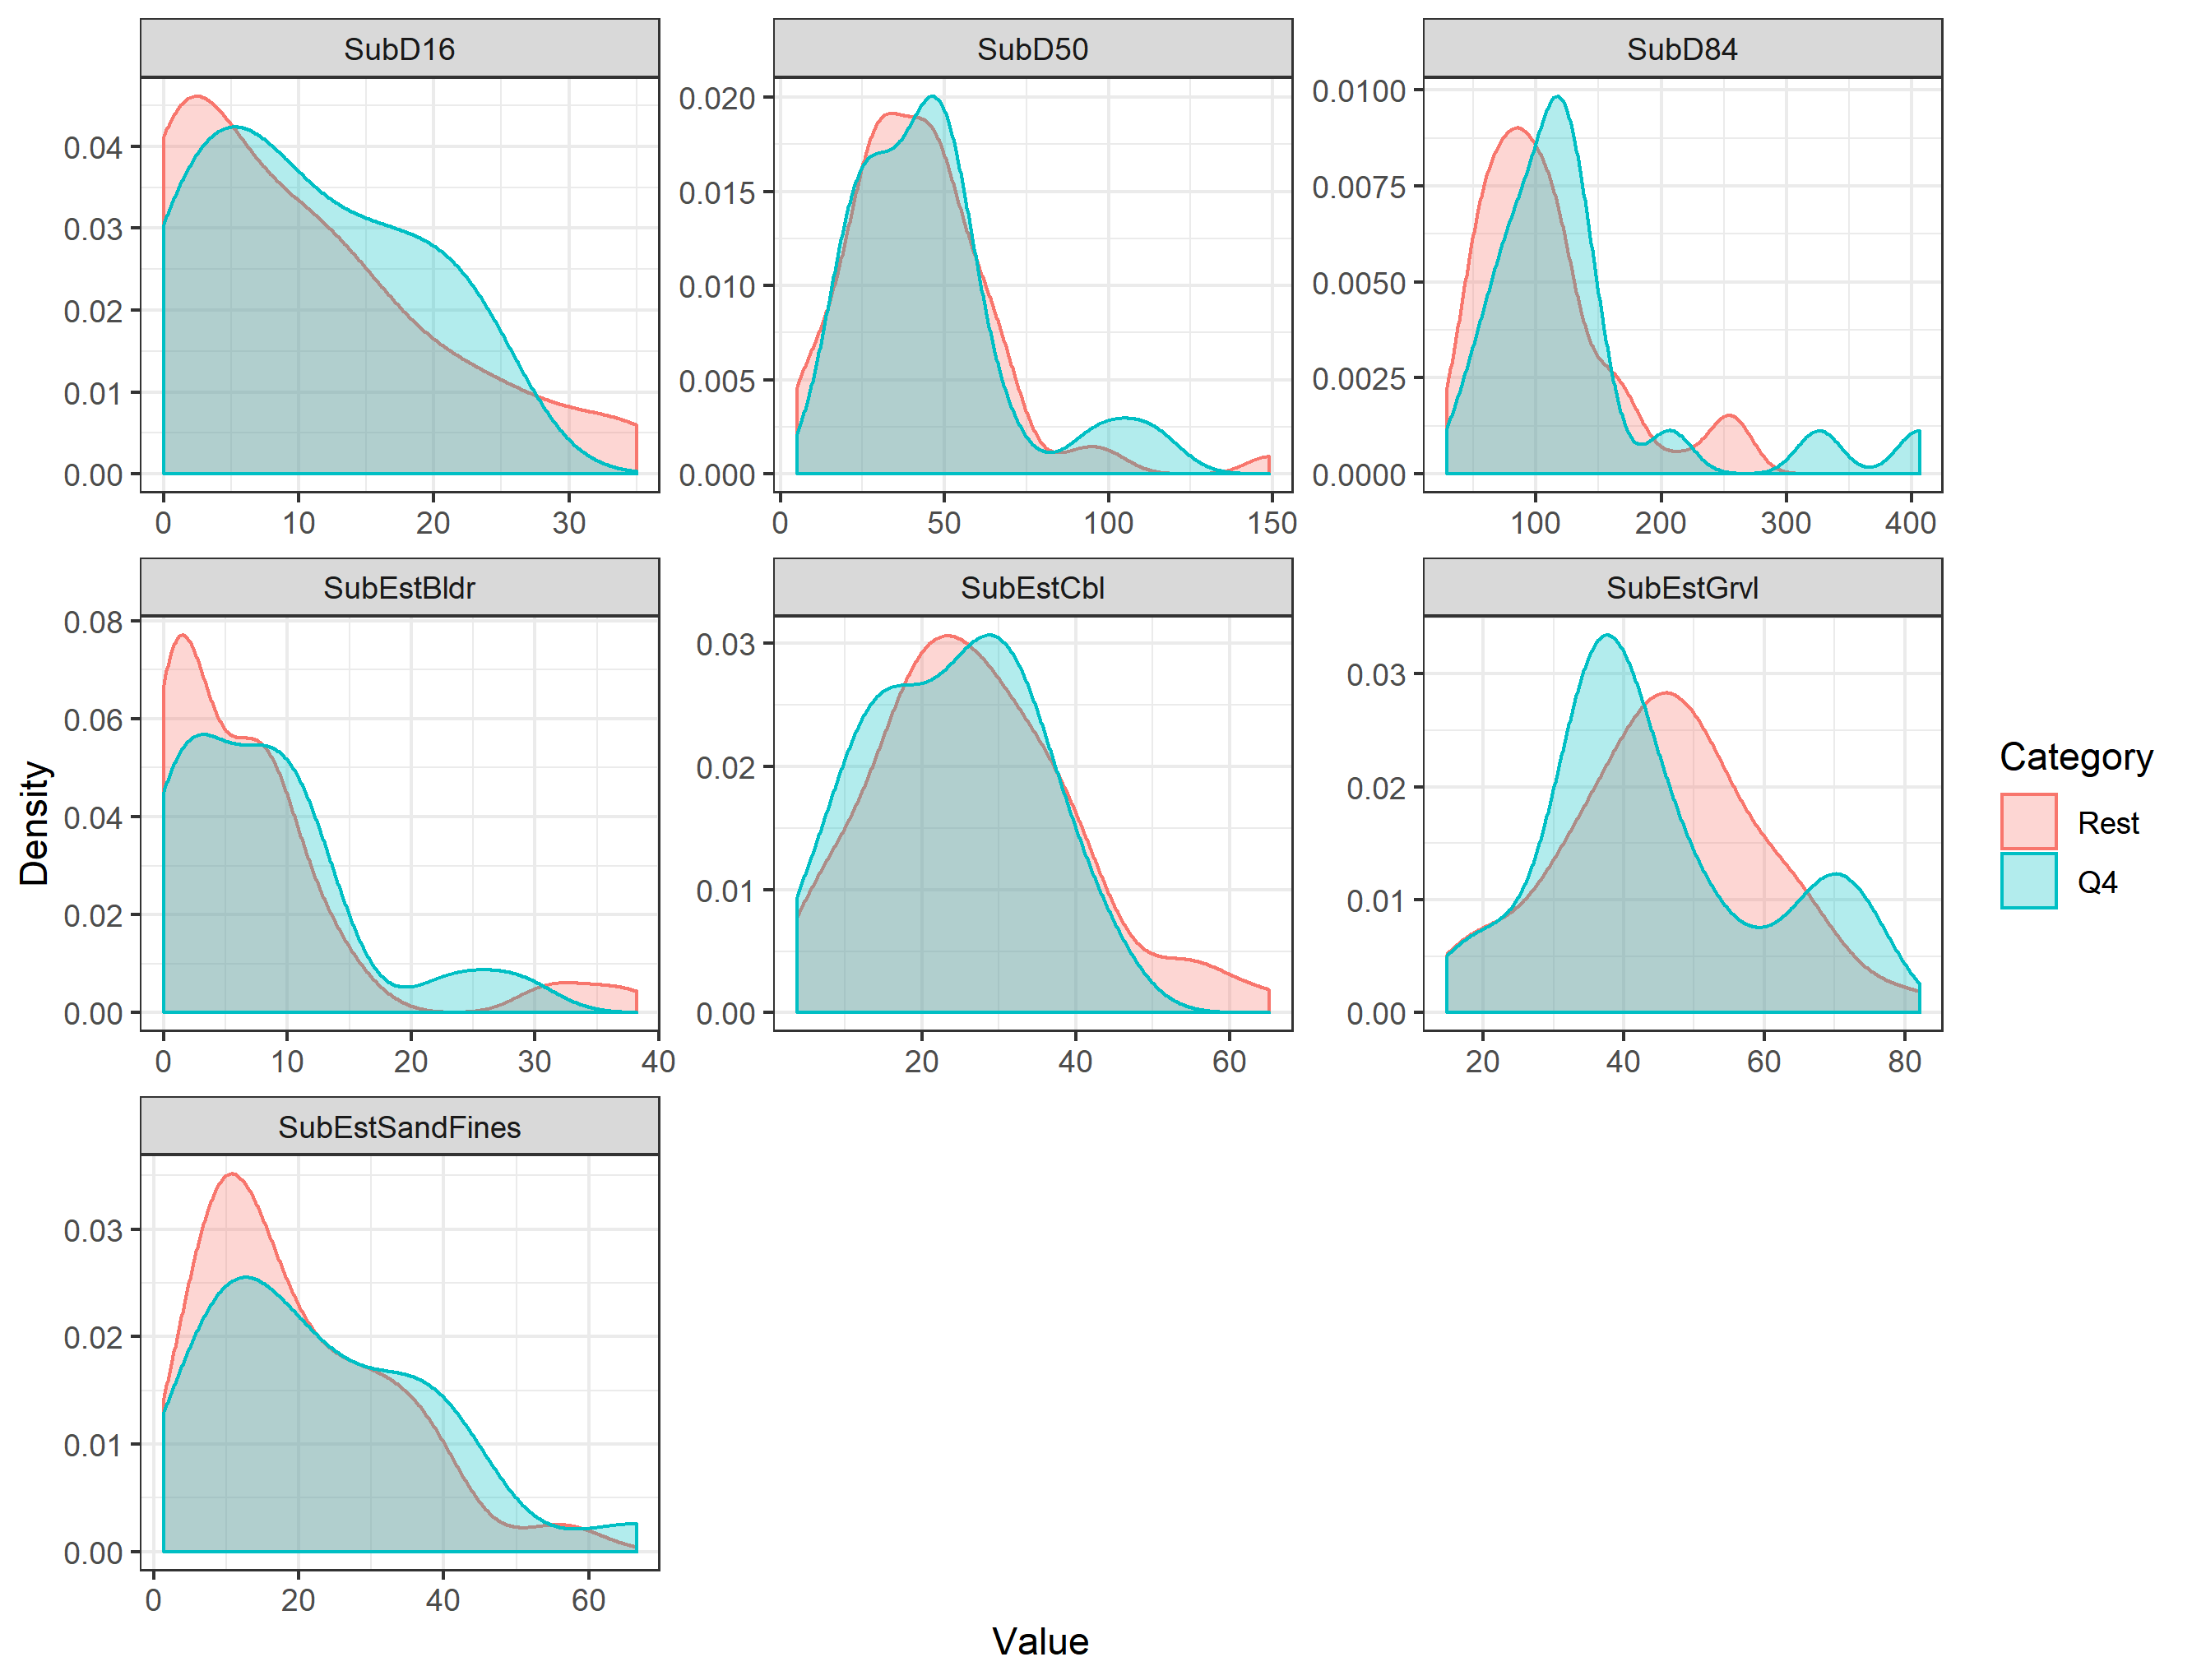 SubD16 SubD50 SubD84
0.04 0.03 0.02 0.01 0.00
0 10 20 30
0.020 0.015 0.010 0.005 0.000
0 50 100 150
0.0100 0.0075 0.0050 0.0025 0.0000
100 200 300 400
SubEstBldr SubEstCbl SubEstGrvl
0.08 0.06 0.04 0.02 0.00
0 10 20 30 40
0.03 0.02 0.01 0.00
20 40 60
0.03 0.02 0.01 0.00
20 40 60 80
SubEstSandFines
0.03 0.02 0.01 0.00
0 20 40 60
Density
Value
Category
Rest
Q4